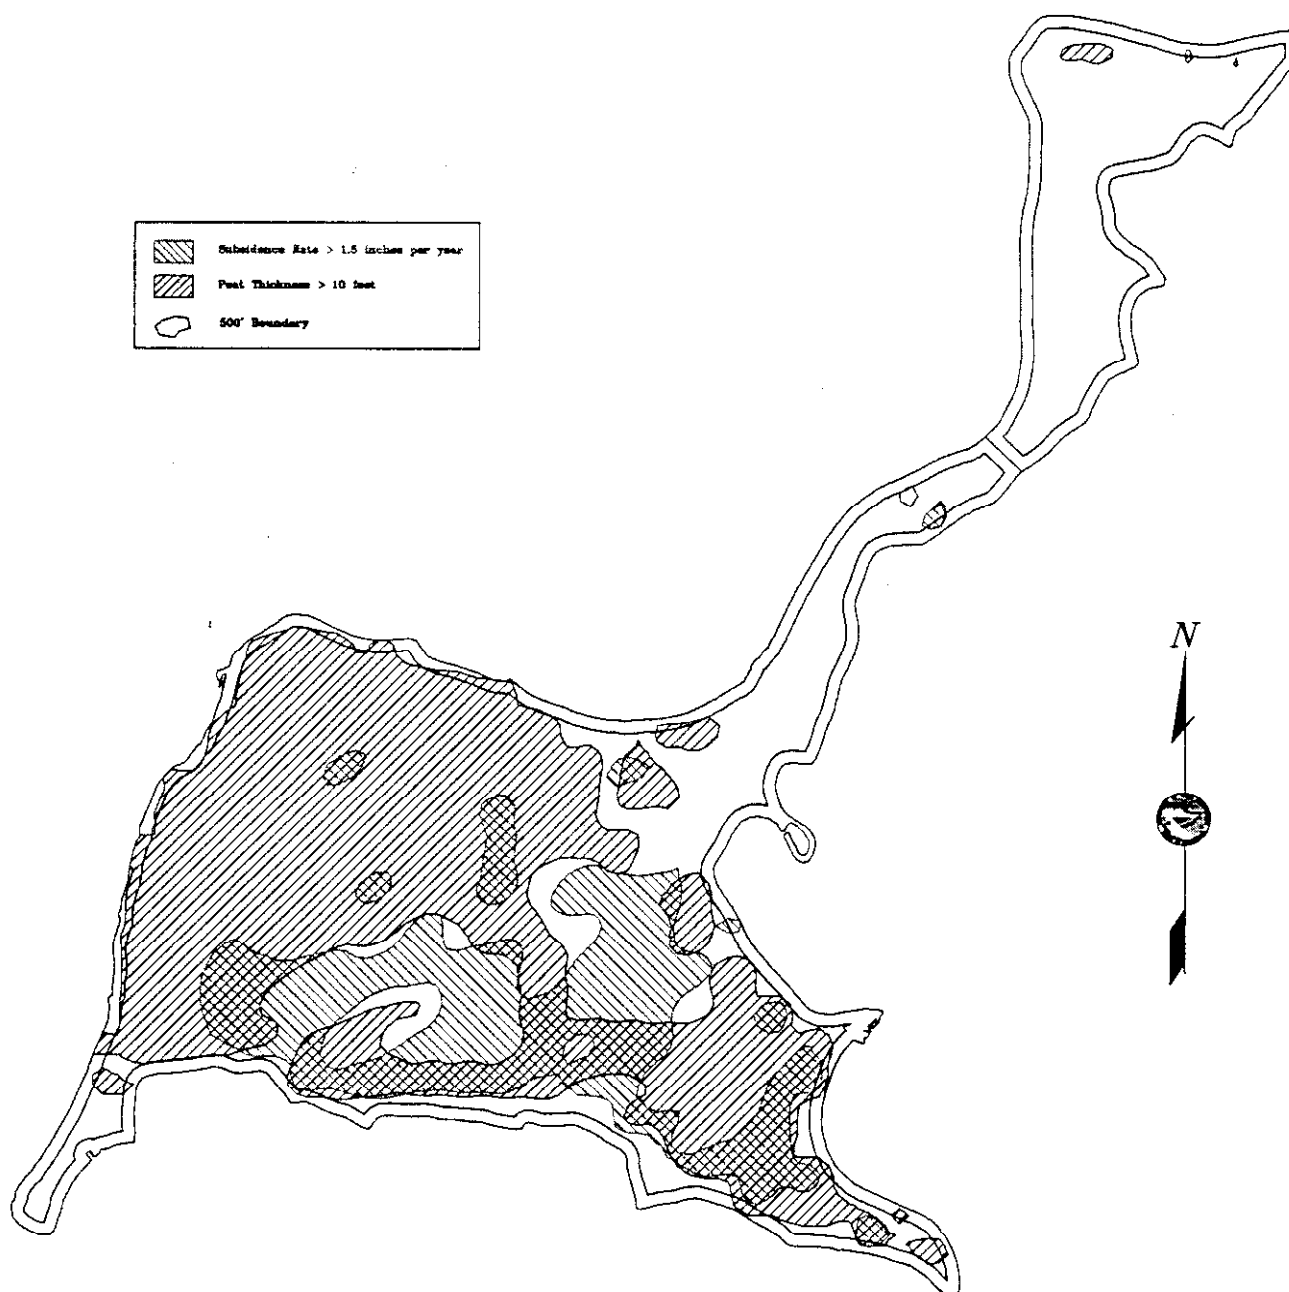 Subsidence Rate > 1.5 inches per year
Peat Thickness > 10 feet
500' Boundary
N